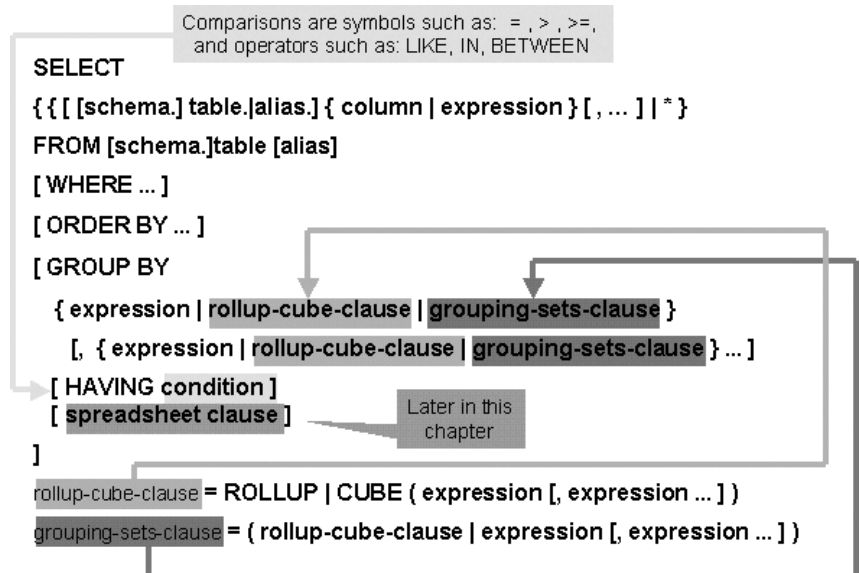 Comparisons are symbols such as: = , > , >=,
and operators such as: LIKE, IN, BETWEEN
SELECT
{ { [ [schema.] table.|alias.] { column | expression } [ , ... ] | * }
FROM [schema.]table [alias]
[ WHERE ... ]
[ ORDER BY ... ]
[ GROUP BY
{ expression | rollup-cube-clause | grouping-sets-clause }
[, { expression | rollup-cube-clause | grouping-sets-clause } ... ]
[ HAVING condition ]
[ spreadsheet clause ]
Later in this
chapter
]
rollup-cube-clause = ROLLUP | CUBE ( expression [, expression ... ] )
grouping-sets-clause = ( rollup-cube-clause | expression [, expression ... ] )